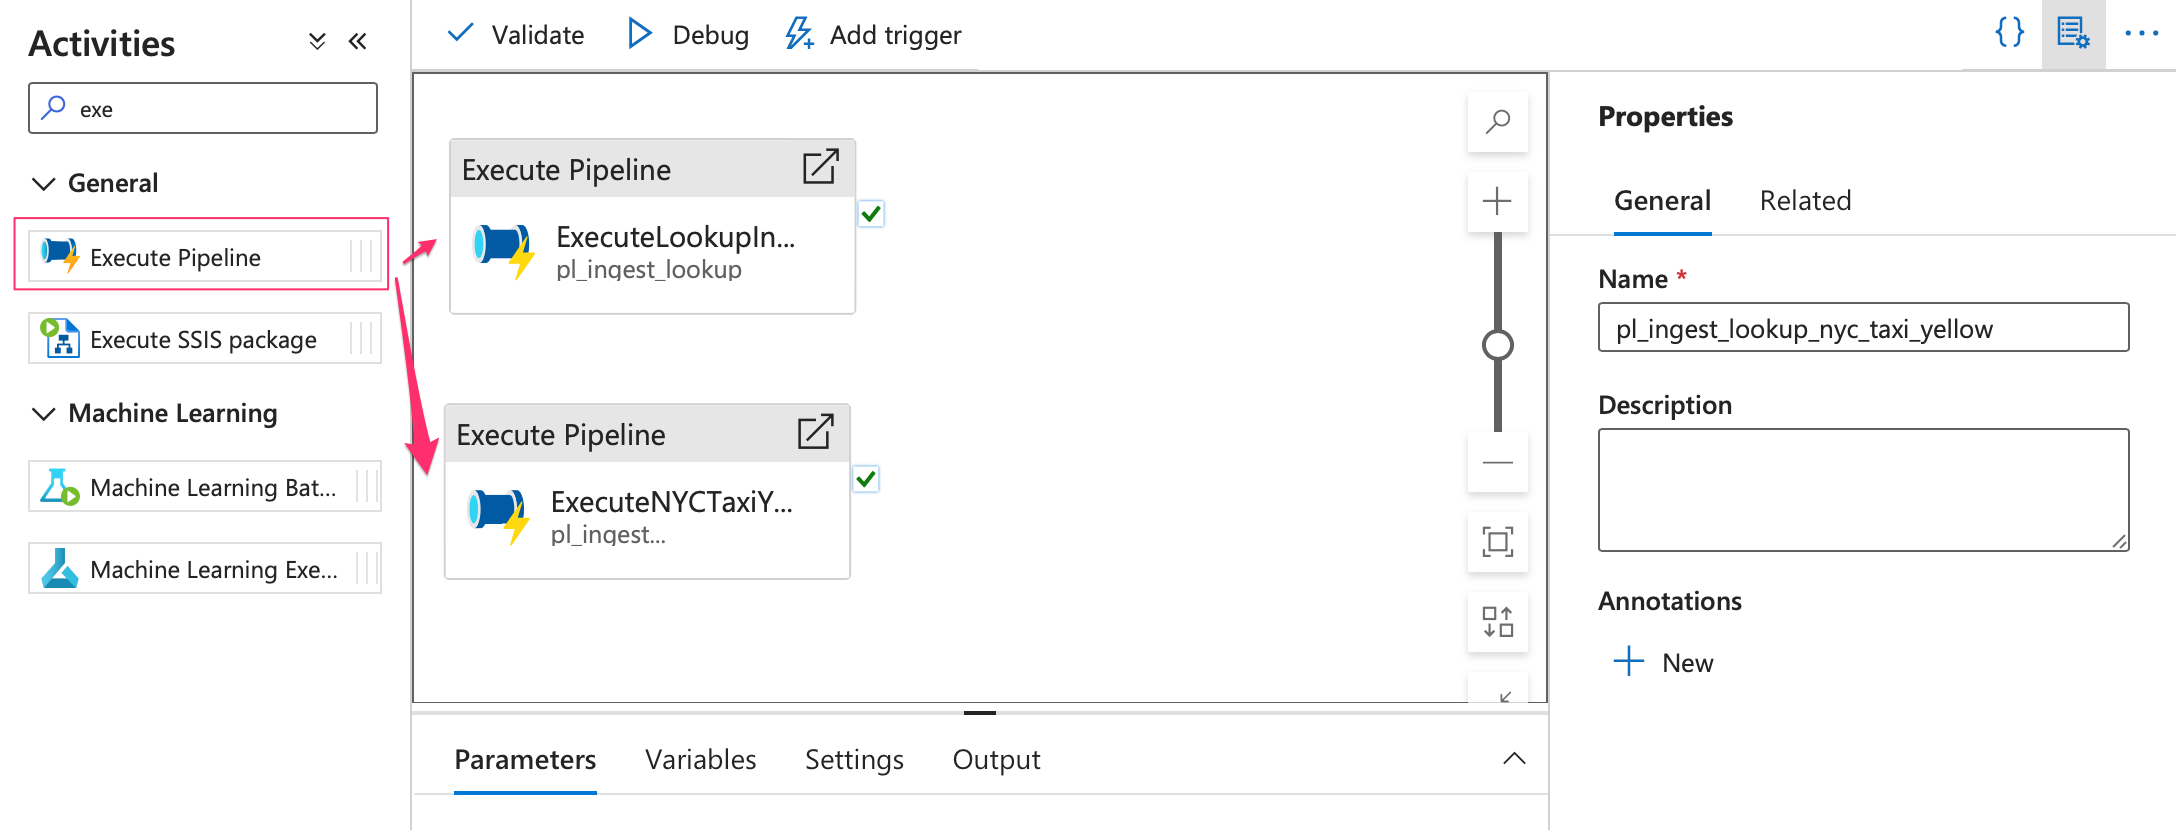 Activities
exe
General
Execute Pipeline
Execute SSIS package
Machine Learning
Machine Learning Bat...
Machine Learning Exe...
Validate
Debug
Add trigger
Execute Pipeline
ExecuteLookupIn...
pl_ingest_lookup
Execute Pipeline
ExecuteNYCTaxiY...
pl_ingest...
Parameters
Variables
Settings
Output
{}
...
Properties
General
Related
Name *
pl_ingest_lookup_nyc_taxi_yellow
Description
Annotations
New